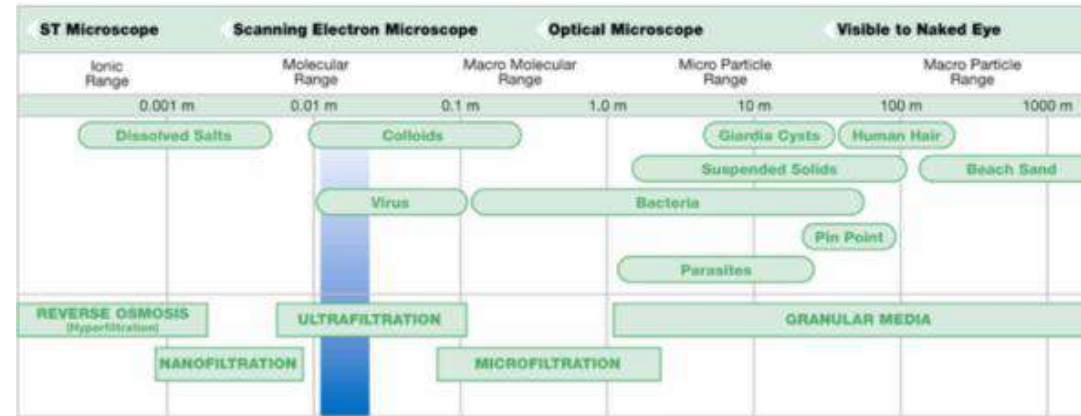 ST Microscope Scanning Electron Microscope Optical Microscope Visible to Naked Eye
Ionic Range
Molecular Range
Macro Molecular Range
Micro Particle Range
Macro Particle Range
0.001 m 0.01 m 0.1 m 1.0 m 10 m 100 m 1000 m
Dissolved Salts Colloids Giardia Cysts Human Hair
Suspended Solids Beach Sand
Virus Bacteria
Pin Point
Parasites
REVERSE OSMOSIS
(Hyperfiltration)
ULTRAFILTRATION GRANULAR MEDIA
NANOFILTRATION MICROFILTRATION